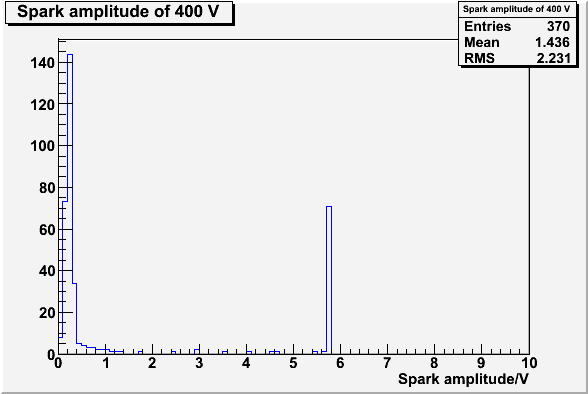 Spark amplitude of 400 V
Spark amplitude of 400 V
Entries 370
Mean 1.436
RMS 2.231
140
120
100
80
60
40
20
0
0 1 2 3 4 5 6 7 8 9 10
Spark amplitude/V